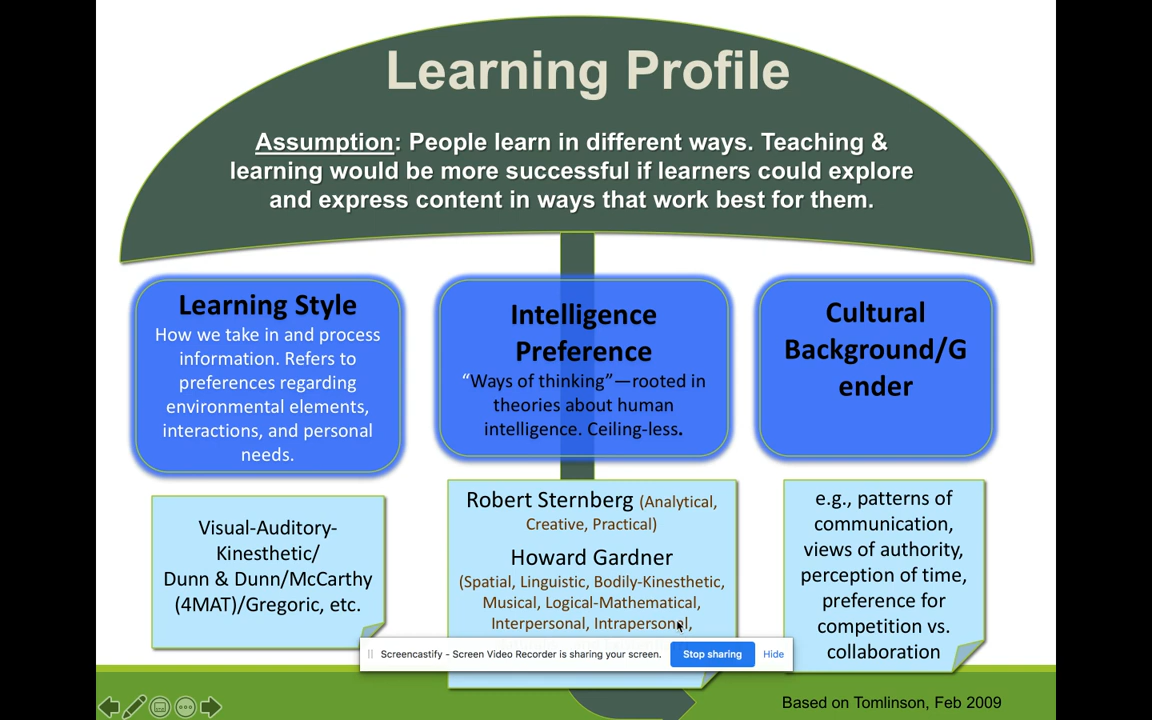 Learning Profile
Assumption: People learn in different ways. Teaching &
learning would be more successful if learners could explore
and express content in ways that work best for them.
Learning Style
How we take in and process
information. Refers to
preferences regarding
environmental elements,
interactions, and personal
needs.
Intelligence
Preference
“Ways of thinking”—rooted in
theories about human
intelligence. Ceiling-less.
Cultural
Background/G
ender
Visual-Auditory-
Kinesthetic/
Dunn & Dunn/McCarthy
(4MAT)/Gregoric, etc.
Robert Sternberg (Analytical,
Creative, Practical)
Howard Gardner
(Spatial, Linguistic, Bodily-Kinesthetic,
Musical, Logical-Mathematical,
Interpersonal, Intrapersonal,
e.g., patterns of
communication,
views of authority,
perception of time,
preference for
competition vs.
collaboration
Screencastify - Screen Video Recorder is sharing your screen.
Stop sharing
Hide
Based on Tomlinson, Feb 2009